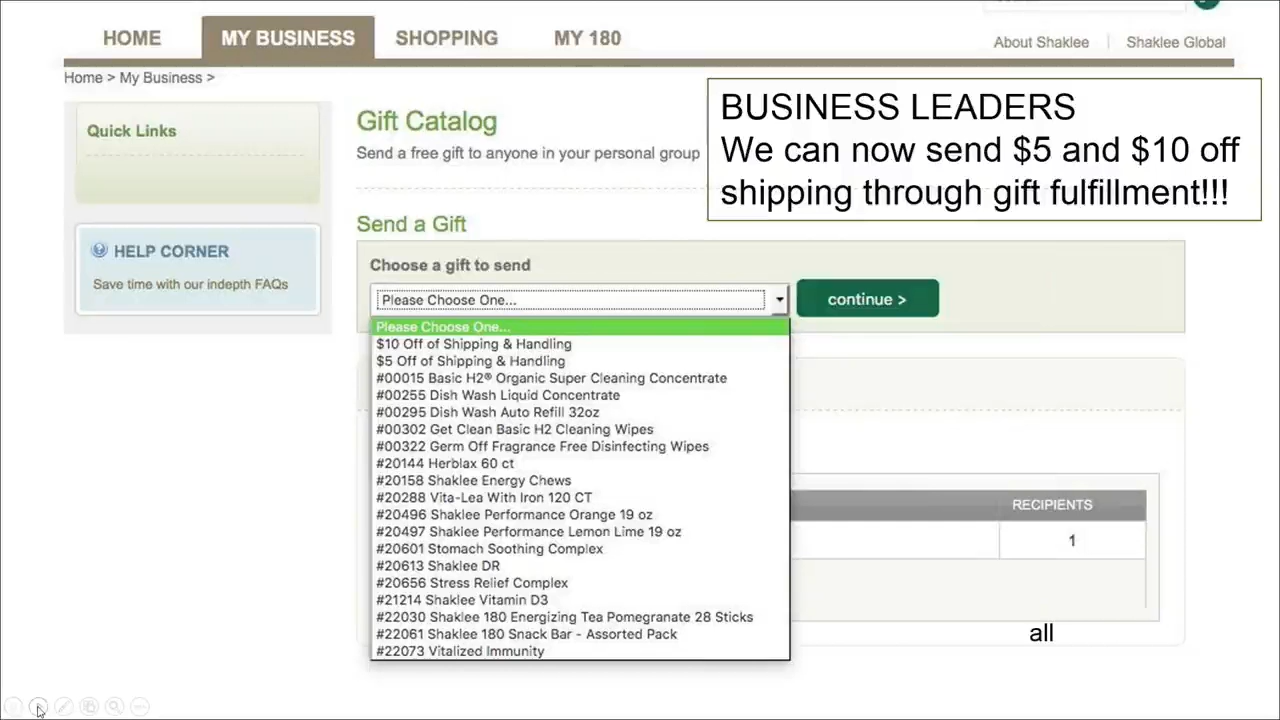 HOME
MY BUSINESS
SHOPPING
MY 180
About Shaklee
Shaklee Global
Home > My Business >
Quick Links
HELP CORNER
Save time with our indepth FAQs
Gift Catalog
Send a free gift to anyone in your personal group
BUSINESS LEADERS
We can now send $5 and $10 off
shipping through gift fulfillment!!!
Send a Gift
Choose a gift to send
Please Choose One...
continue >
Please Choose One...
$10 Off of Shipping & Handling
$5 Off of Shipping & Handling
#00015 Basic H2® Organic Super Cleaning Concentrate
#00255 Dish Wash Liquid Concentrate
#00295 Dish Wash Auto Refill 32oz
#00302 Get Clean Basic H2 Cleaning Wipes
#00322 Germ Off Fragrance Free Disinfecting Wipes
#20144 Herblax 60 ct
#20158 Shaklee Energy Chews
#20288 Vita-Lea With Iron 120 CT
#20496 Shaklee Performance Orange 19 oz
#20497 Shaklee Performance Lemon Lime 19 oz
#20601 Stomach Soothing Complex
#20613 Shaklee DR
#20656 Stress Relief Complex
#21214 Shaklee Vitamin D3
#22030 Shaklee 180 Energizing Tea Pomegranate 28 Sticks
#22061 Shaklee 180 Snack Bar - Assorted Pack
#22073 Vitalized Immunity
RECIPIENTS
1
all